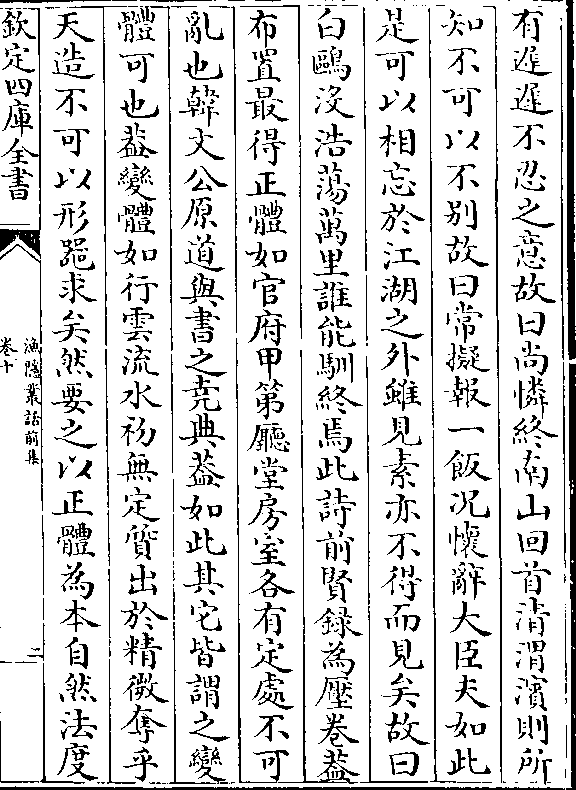 有遲遲不忍之意故曰尚憐終南山回首清渭濱則所
知不可以不别故曰常擬報一飯况懷辭大臣夫如此
是可以相忘於江湖之外雖見素亦不得而見矣故曰
白鷗没浩蕩萬里誰能馴終焉此詩前賢録為壓卷葢
布置最得正體如官府甲第廳堂房室各有定處不可
亂也韓文公原道與書之尭典葢如此其它皆謂之變
體可也葢變體如行雲流水初無定質出於精微奪乎
天造不可以形器求矣然要之以正體為本自然法度
欽定四庫全書
漁隱叢話前集
卷十
二